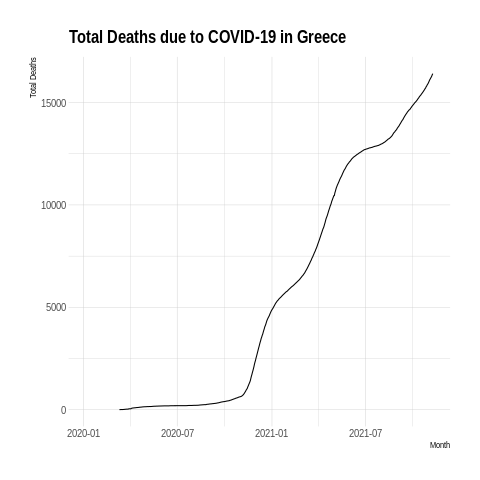 Total Deaths due to COVID-19 in Greece
Total Deaths
15000
10000
5000
0
2020-01 2020-07 2021-01 2021-07
Month